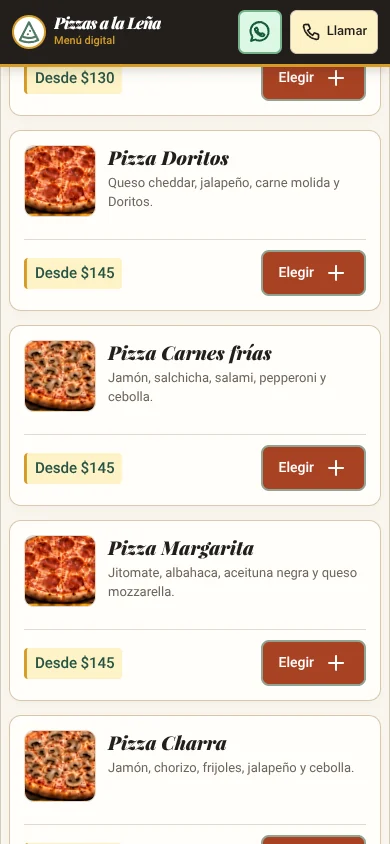 Pizzas a la Leña
Menú digital
Llamar
Desde $130
Elegir
Pizza Doritos
Queso cheddar, jalapeño, carne molida y
Doritos.
Desde $145
Elegir
Pizza Carnes frías
Jamón, salchicha, salami, pepperoni y
cebolla.
Desde $145
Elegir
Pizza Margarita
Jitomate, albahaca, aceituna negra y queso
mozzarella.
Desde $145
Elegir
Pizza Charra
Jamón, chorizo, frijoles, jalapeño y cebolla.